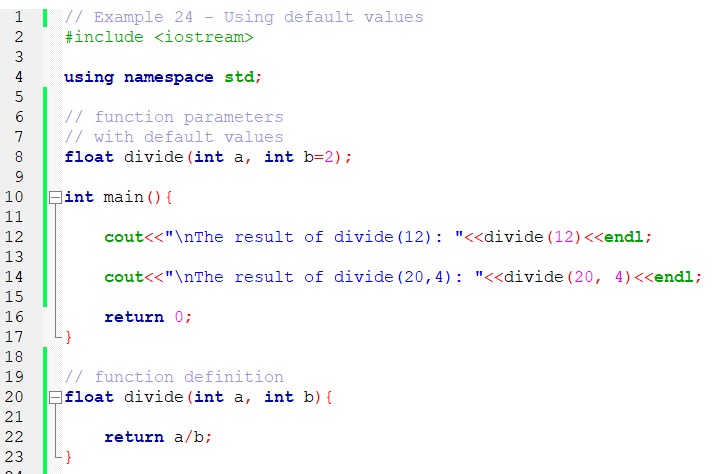 1 // Example 24 - Using default values
2 #include <iostream>
3
4 using namespace std;
5
6 // function parameters
7 // with default values
8 float divide(int a, int b=2);
9
10 int main(){
11
12 cout<<"\nThe result of divide(12): "<<divide(12)<<endl;
13
14 cout<<"\nThe result of divide(20,4): "<<divide(20, 4)<<endl;
15
16 return 0;
17 }
18
19 // function definition
20 float divide(int a, int b){
21
22 return a/b;
23 }